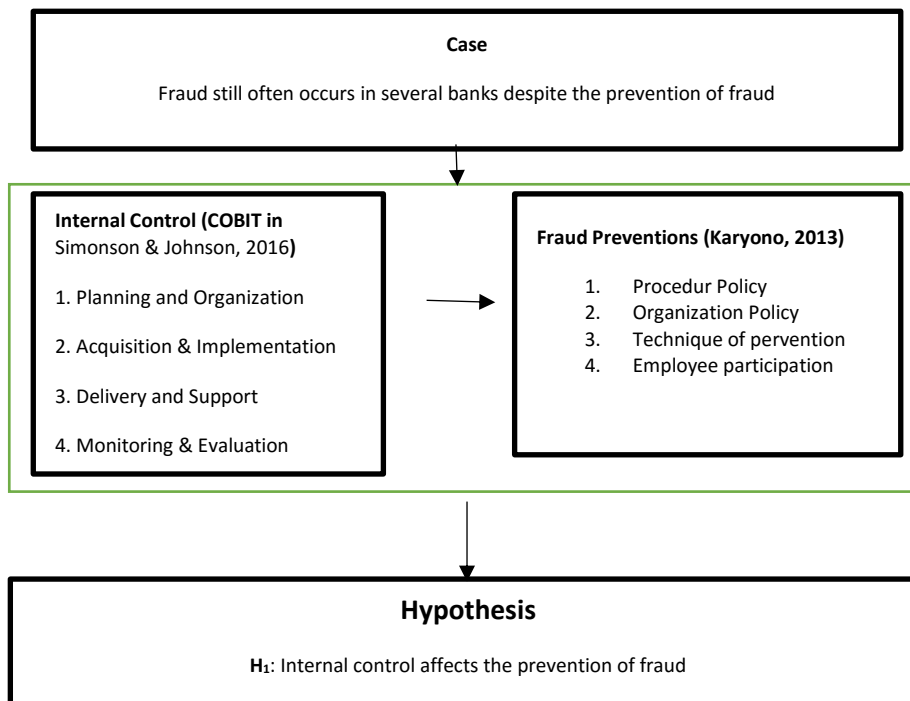 Case
Fraud still often occurs in several banks despite the prevention of fraud
Internal Control (COBIT in
Simonson & Johnson, 2016)
1. Planning and Organization
2. Acquisition & Implementation
3. Delivery and Support
4. Monitoring & Evaluation
Fraud Preventions (Karyono, 2013)
1. Procedur Policy
2. Organization Policy
3. Technique of pervention
4. Employee participation
Hypothesis
H₁: Internal control affects the prevention of fraud